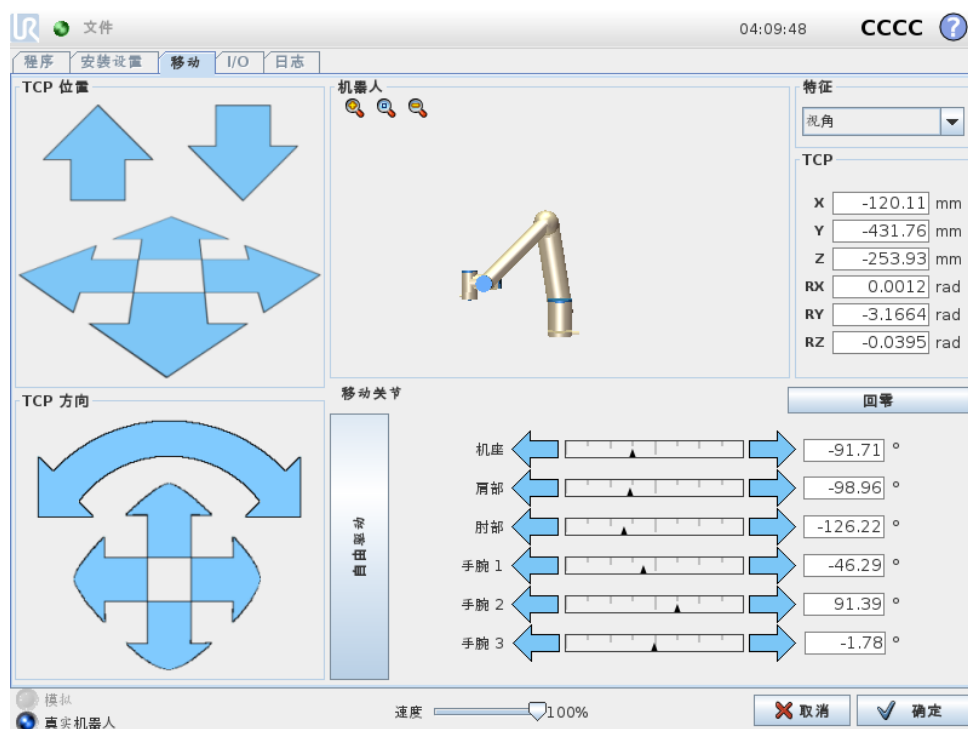 UR 文件 04:09:48 CCCC ?
程序 安装设置 移动 I/O 日志
TCP 位置
机器人
特征
视角
TCP
X -120.11 mm
Y -431.76 mm
Z -253.93 mm
RX 0.0012 rad
RY -3.1664 rad
RZ -0.0395 rad
TCP 方向
移动关节
回零
自由驱动
机座 -91.71 °
肩部 -98.96 °
肘部 -126.22 °
手腕 1 -46.29 °
手腕 2 91.39 °
手腕 3 -1.78 °
模拟
真实机器人
速度 100%
取消 确定